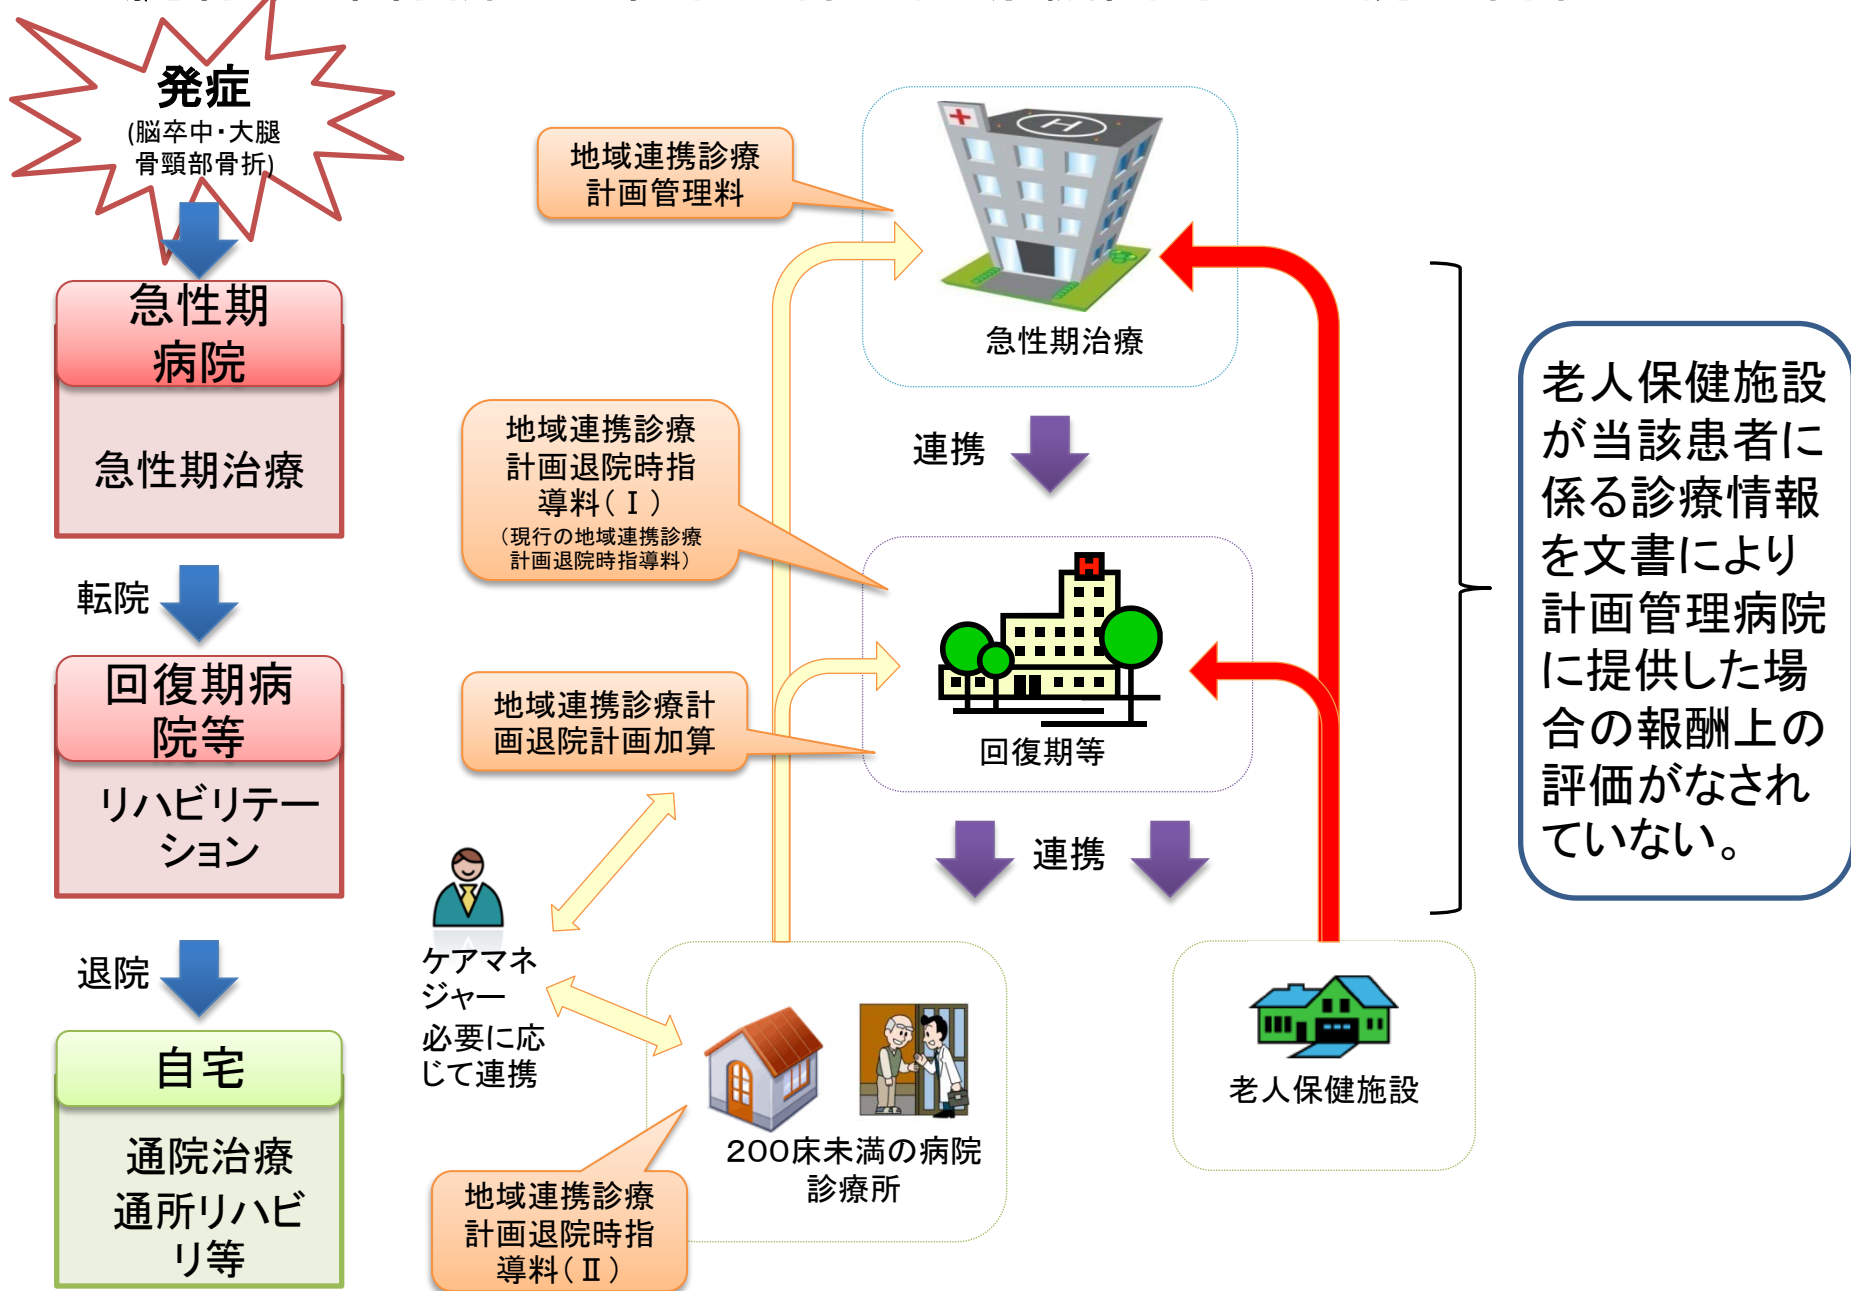 発症
(脳卒中・大腿
骨頸部骨折)
急性期
病院
急性期治療
転院
回復期病
院等
リハビリテー
ション
退院
自宅
通院治療
通所リハビ
リ等
地域連携診療
計画管理料
急性期治療
連携
地域連携診療
計画退院時指
導料(Ⅰ)
(現行の地域連携診療
計画退院時指導料)
地域連携診療計
画退院計画加算
H
回復期等
連携
ケアマネ
ジャー
必要に応
じて連携
200床未満の病院
診療所
地域連携診療
計画退院時指
導料(Ⅱ)
老人保健施設
老人保健施設
が当該患者に
係る診療情報
を文書により
計画管理病院
に提供した場
合の報酬上の
評価がなされ
ていない。